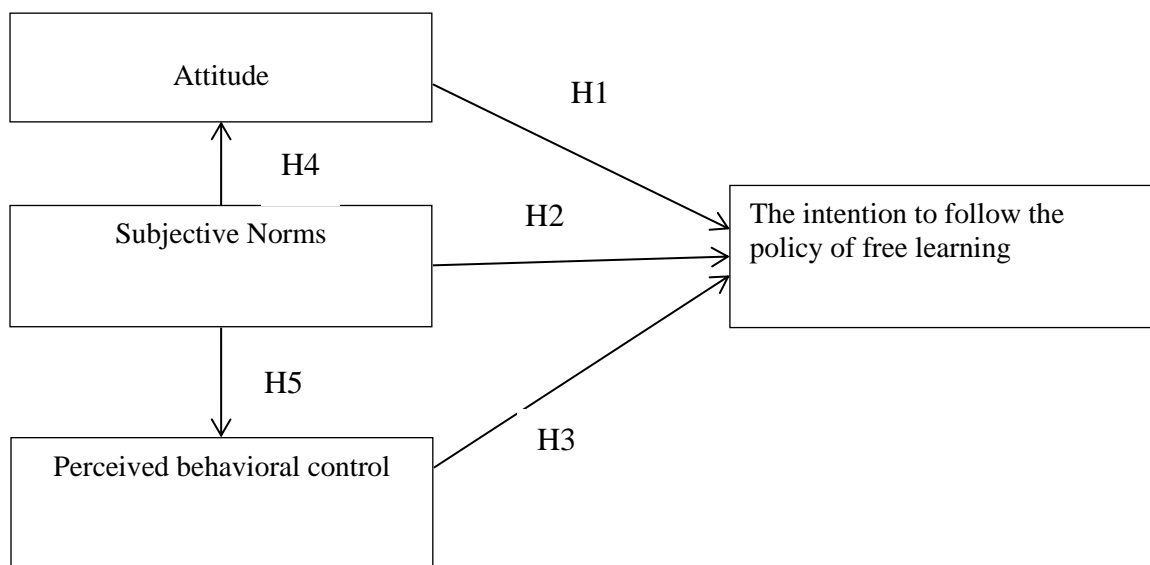 Attitude
H1
H4
Subjective Norms
H2
The intention to follow the
policy of free learning
H5
Perceived behavioral control
H3